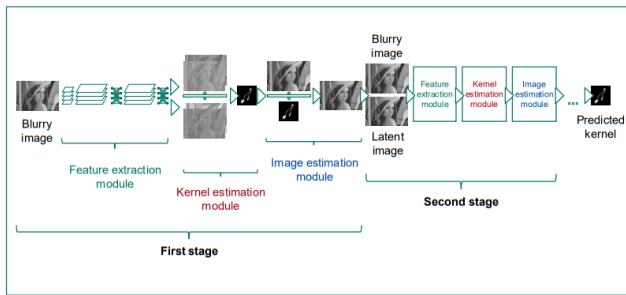 Blurry
image
Feature extraction
module
Kernel estimation
module
Image estimation
module
First stage
Blurry
image
Latent
image
Feature
extraction
module
Kernel
estimation
module
Image
estimation
module
Second stage
...
Predicted
kernel